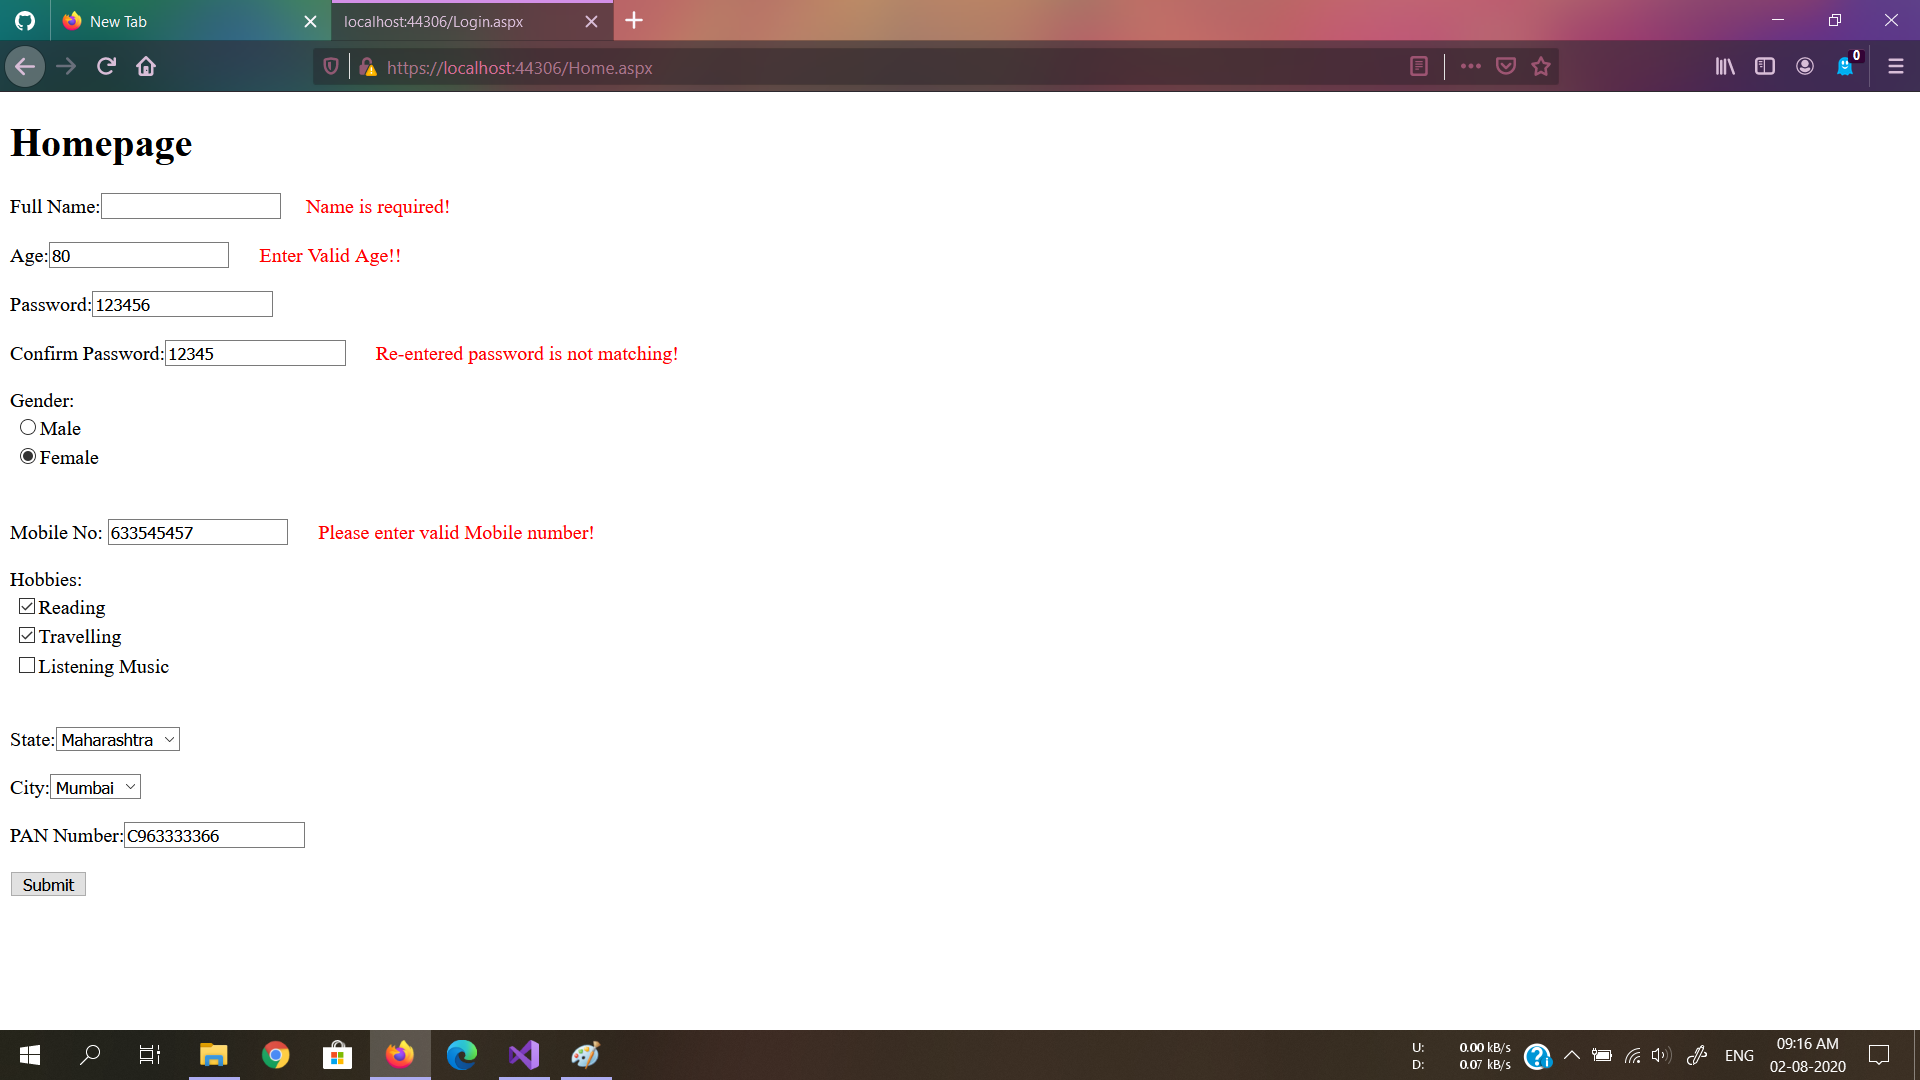 New Tab
localhost:44306/Login.aspx
https://localhost:44306/Home.aspx
0
Homepage
Full Name: Name is required!
Age: 80 Enter Valid Age!!
Password: 123456
Confirm Password: 12345 Re-entered password is not matching!
Gender:
Male
Female
Mobile No: 633545457 Please enter valid Mobile number!
Hobbies:
Reading
Travelling
Listening Music
State: Maharashtra
City: Mumbai
PAN Number: C963333366
Submit
U: 0.00 kB/s
D: 0.07 kB/s
ENG
09:16 AM
02-08-2020